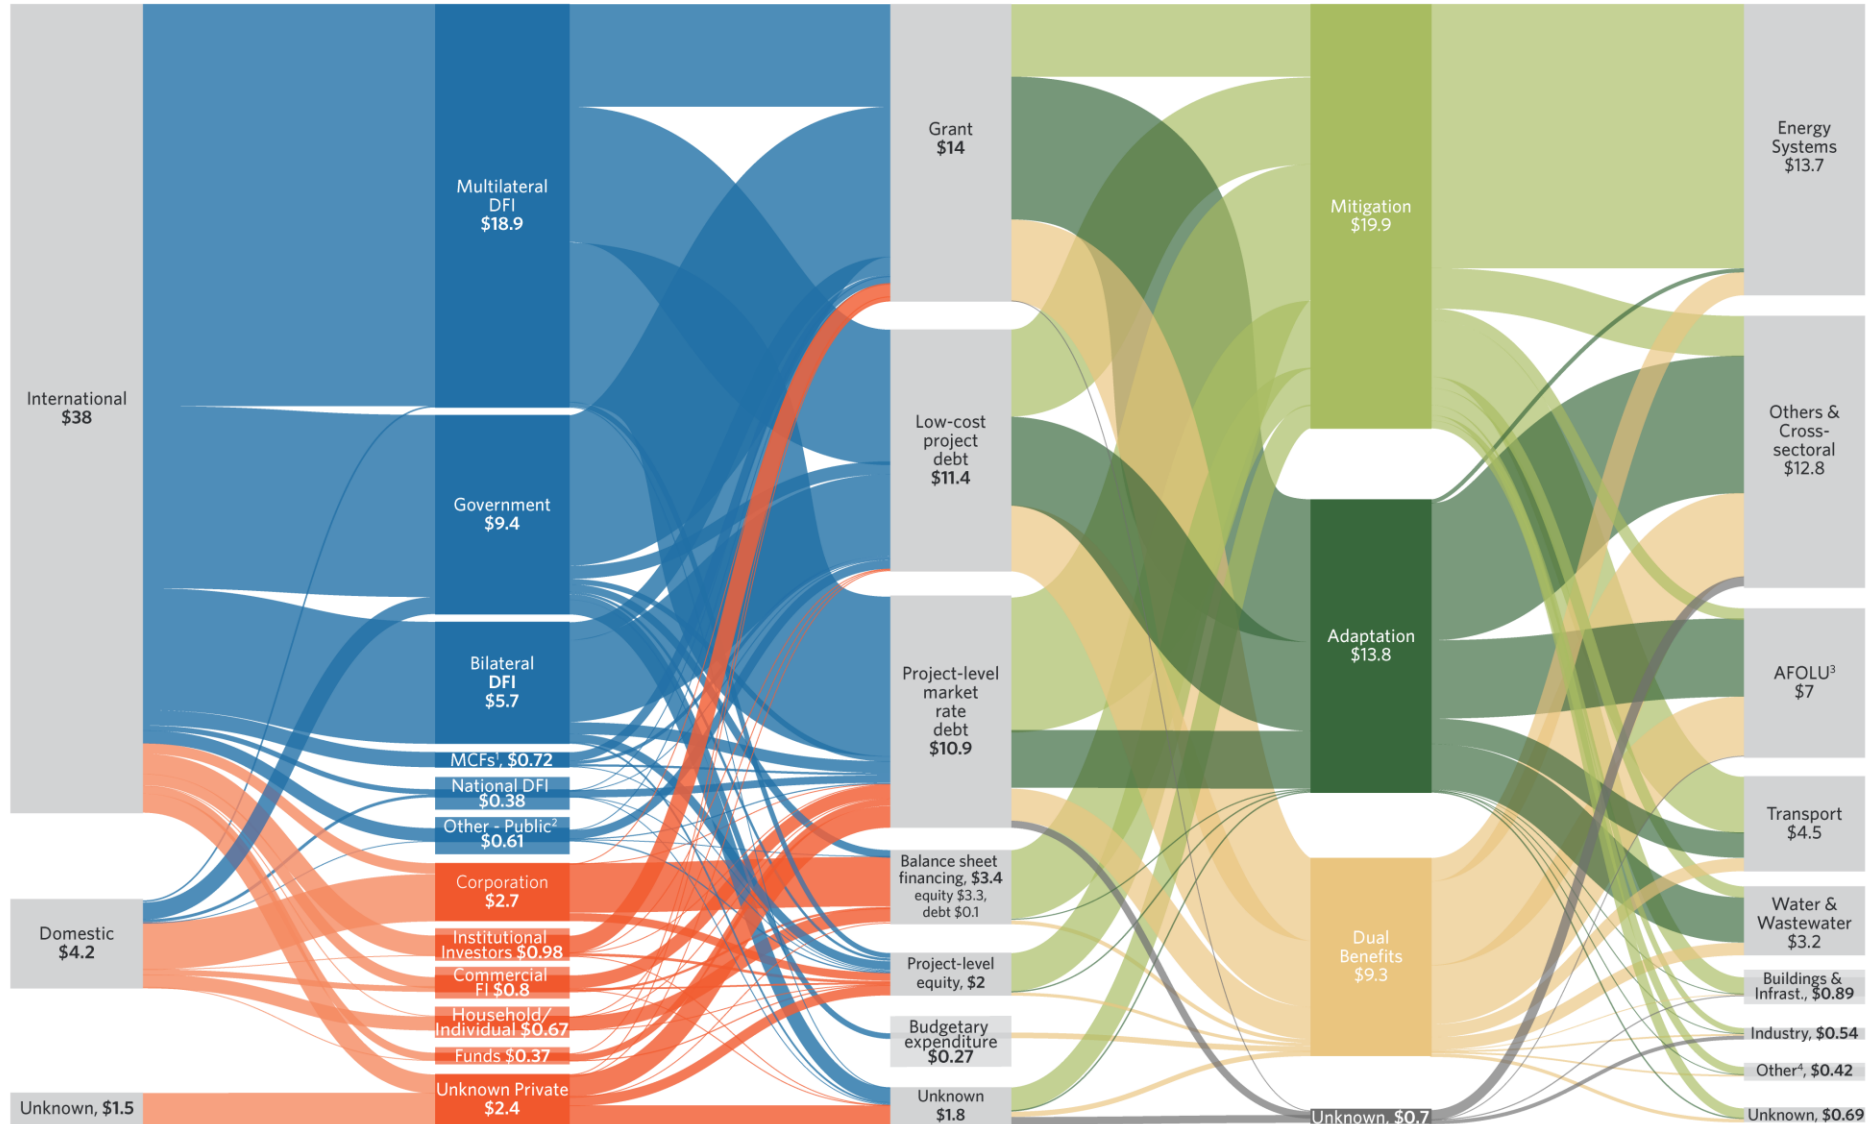 International
$38
Domestic
$4.2
Unknown, $1.5
Multilateral
DFI
$18.9
Government
$9.4
Bilateral
DFI
$5.7
MCFs¹, $0.72
National DFI
$0.38
Other - Public²
$0.61
Corporation
$2.7
Institutional
Investors $0.98
Commercial
FI $0.8
Household/
Individual $0.67
Funds $0.37
Unknown Private
$2.4
Grant
$14
Low-cost
project
debt
$11.4
Project-level
market
rate
debt
$10.9
Balance sheet
financing, $3.4
equity $3.3,
debt $0.1
Project-level
equity, $2
Budgetary
expenditure
$0.27
Unknown
$1.8
Mitigation
$19.9
Adaptation
$13.8
Dual
Benefits
$9.3
Unknown, $0.7
Energy
Systems
$13.7
Others &
Cross-
sectoral
$12.8
AFOLU³
$7
Transport
$4.5
Water &
Wastewater
$3.2
Buildings &
Infrast., $0.89
Industry, $0.54
Other⁴, $0.42
Unknown, $0.69